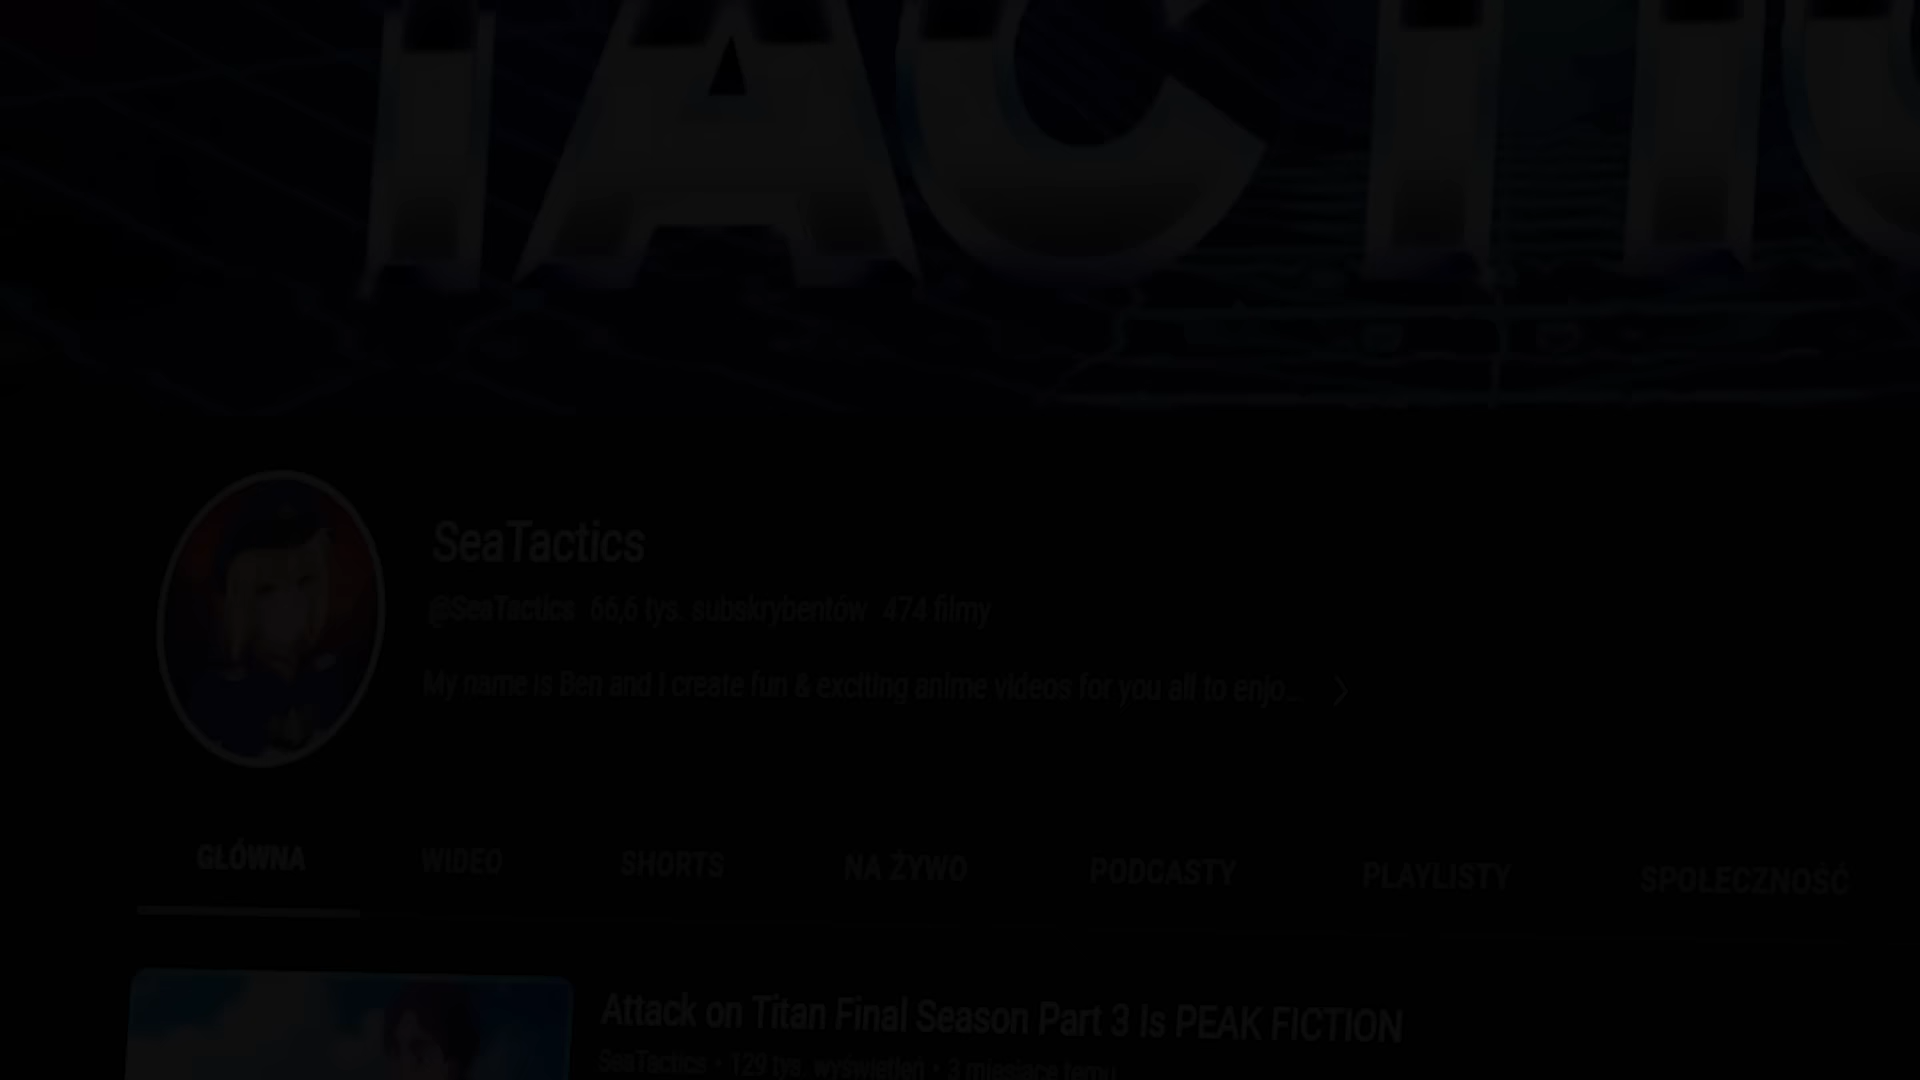 TACTIC
SeaTactics
@SeaTactics 66,6 tys. subskrybentów 474 filmy
My name is Ben and I create fun & exciting anime videos for you all to enjo...
GŁÓWNA WIDEO SHORTS NA ŻYWO PODCASTY PLAYLISTY SPOŁECZNOŚĆ
Attack on Titan Final Season Part 3 Is PEAK FICTION
SeaTactics • 129 tys. wyświetleń • 3 miesiące temu